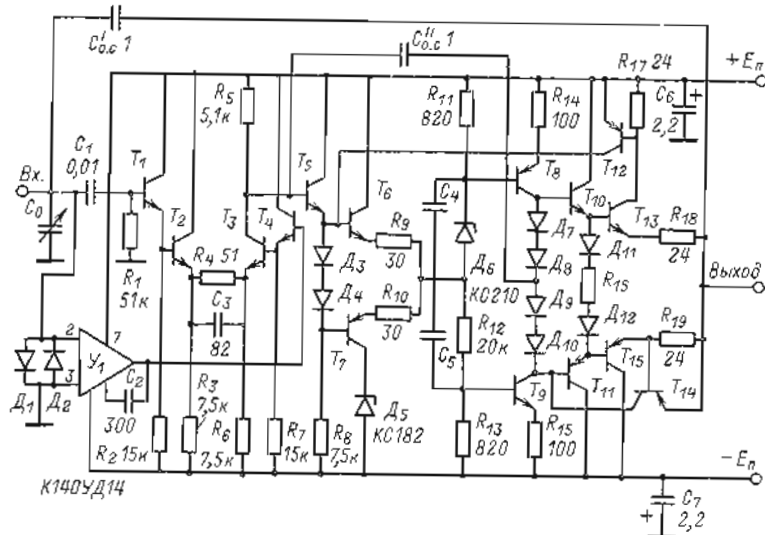 C'о.с 1
C''о.с 1
R17 24
+Eп
C6
+
2,2
R5
5,1к
R11
820
R14
100
C1
0,01
T1
T5
T8
T12
Вх.
T2
T3
T4
T6
C4
T10
T13
R18
24
C0
R4 51
R9
30
Д7
Д11
R1
51к
C3
82
Д3
Д6
КС210
Д8
R15
Выход
Д4
R10
30
Д9
2
7
У1
3
C5
R12
20к
Д10
Д12
R19
24
T15
Д1
Д2
C2
300
T7
T9
T11
T14
R3
7,5к
Д5
КС182
R2 15к
R6
7,5к
R7
15к
R8
7,5к
R13
820
R15
100
К140УД14
-Eп
+
C7
2,2